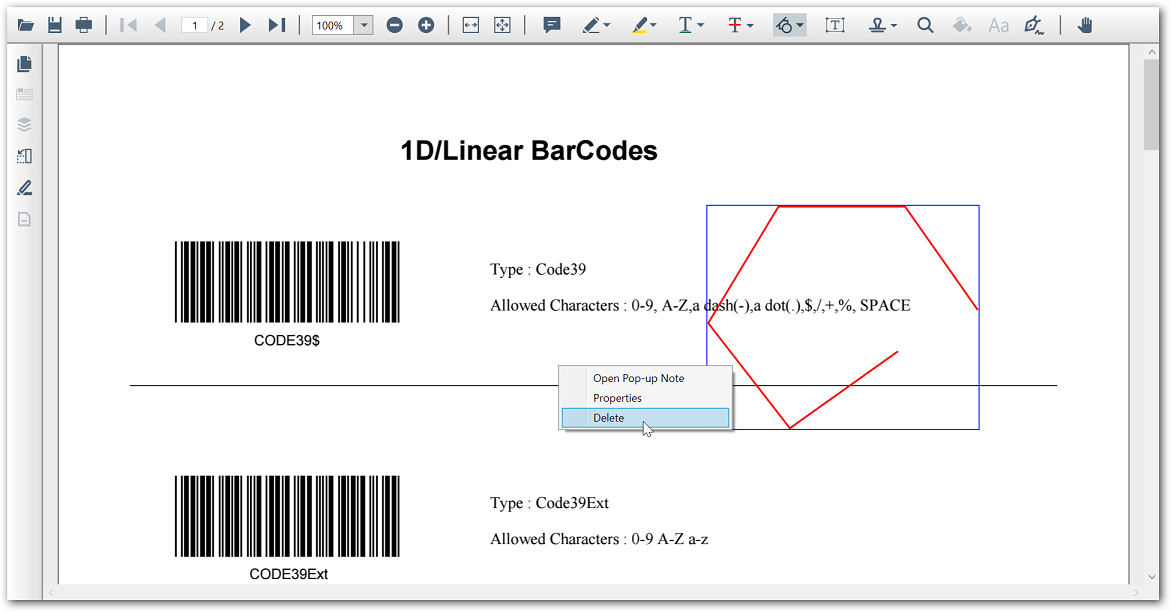 1 / 2 100% T T T Aa
1D/Linear BarCodes
Type : Code39
Allowed Characters : 0-9, A-Z,a dash(-),a dot(.),$,/,+,%, SPACE
CODE39$
Open Pop-up Note
Properties
Delete
Type : Code39Ext
Allowed Characters : 0-9 A-Z a-z
CODE39Ext